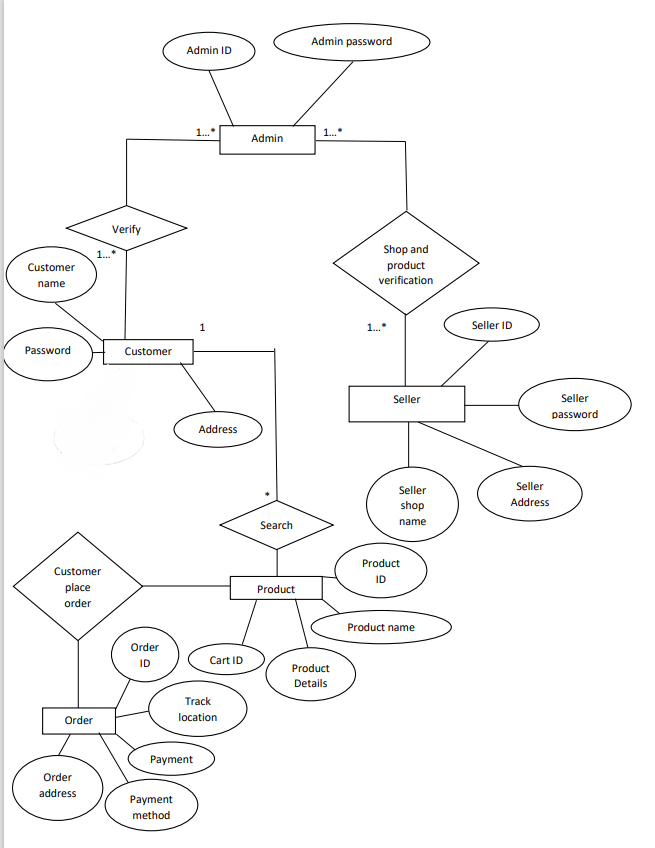 Admin ID
Admin password
1...*
Admin
1...*
Verify
1...*
Shop and
product
verification
Customer
name
1...*
Seller ID
1
Password
Customer
Seller
Seller
password
Address
Seller
shop
name
Seller
Address
*
Search
Customer
place
order
Product
ID
Product
Product name
Order
ID
Cart ID
Product
Details
Track
location
Order
Payment
Order
address
Payment
method